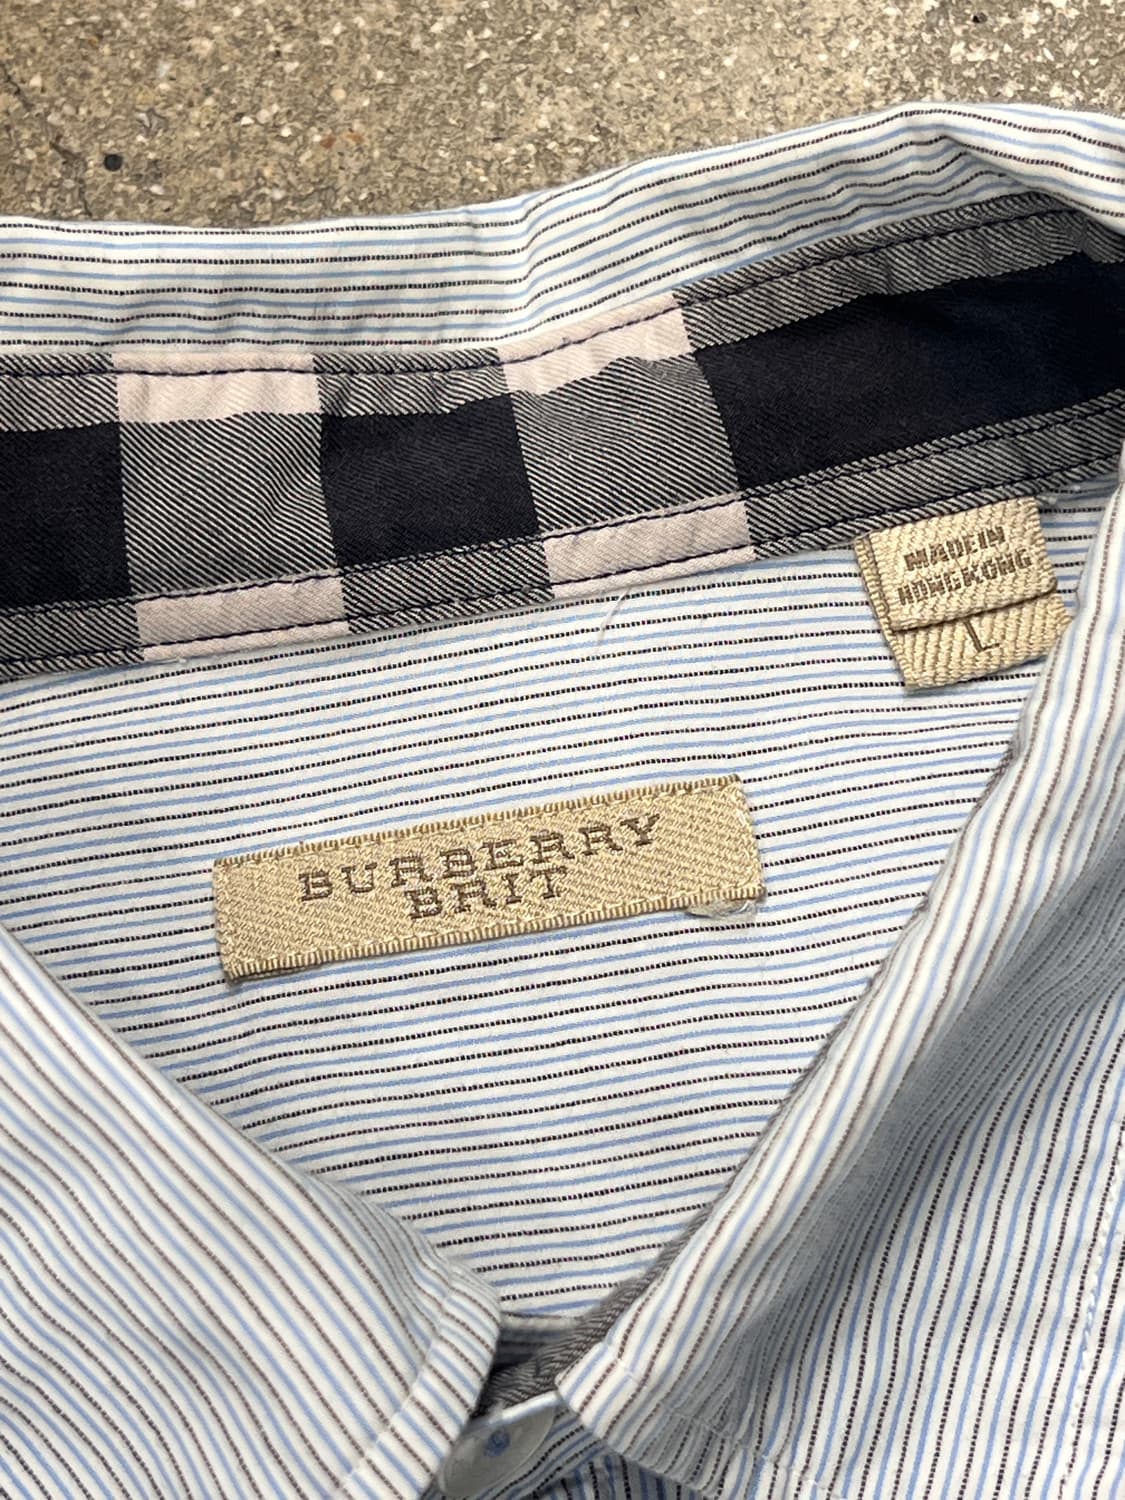 MADE IN
HONG KONG
L
BURBERRY
BRIT